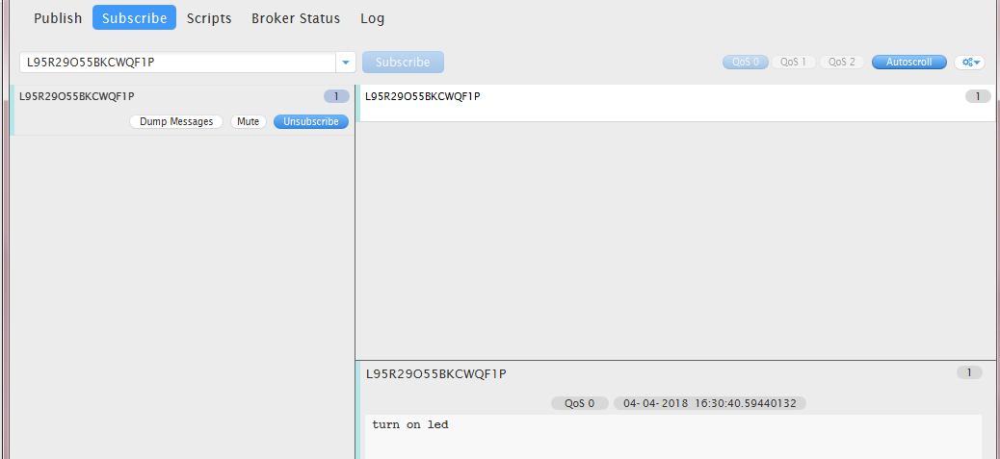 Publish Subscribe Scripts Broker Status Log
L95R29O55BKCWQF1P Subscribe QoS 0 QoS 1 QoS 2 Autoscroll
L95R29O55BKCWQF1P 1
Dump Messages Mute Unsubscribe
L95R29O55BKCWQF1P 1
L95R29O55BKCWQF1P 1
QoS 0 04-04-2018 16:30:40.59440132
turn on led